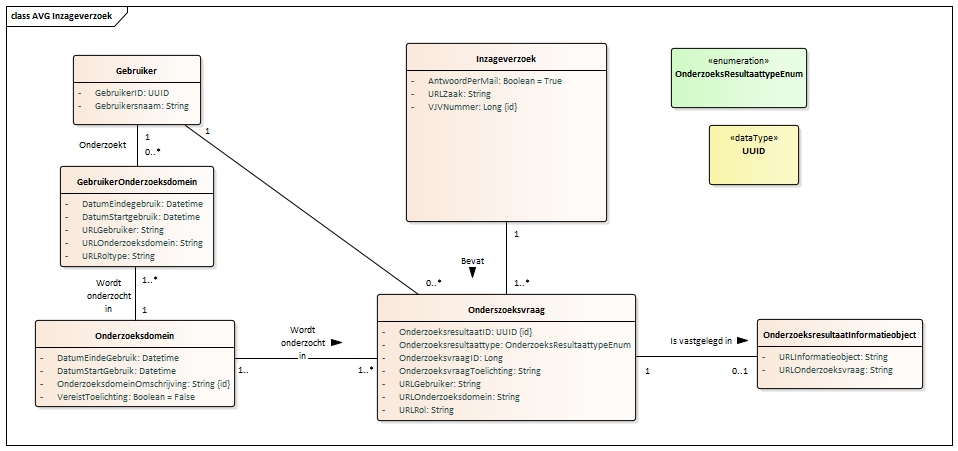 class AVG Inzageverzoek
Gebruiker
- GebruikerID: UUID
- Gebruikersnaam: String
Inzageverzoek
- AntwoordPerMail: Boolean = True
- URLZaak: String
- VJVNummer: Long {id}
«enumeration»
OnderzoeksResultaattypeEnum
«dataType»
UUID
1
Onderzoekt
0..*
1
GebruikerOnderzoeksdomein
- DatumEindegebruik: Datetime
- DatumStartgebruik: Datetime
- URLGebruiker: String
- URLOnderzoeksdomein: String
- URLRoltype: String
1
Bevat
0..*
1..*
1..*
Wordt
onderzocht
in
1
Onderzoeksdomein
- DatumEindeGebruik: Datetime
- DatumStartGebruik: Datetime
- OnderzoeksdomeinOmschrijving: String {id}
- VereistToelichting: Boolean = False
Wordt
onderzocht
in
1..
1..*
Onderszoeksvraag
- OnderzoeksresultaatID: UUID {id}
- Onderzoeksresultaattype: OnderzoeksResultaattypeEnum
- OnderzoeksvraagID: Long
- OnderzoeksvraagToelichting: String
- URLGebruiker: String
- URLOnderzoeksdomein: String
- URLRol: String
Is vastgelegd in
1
0..1
OnderzoeksresultaatInformatieobject
- URLInformatieobject: String
- URLOnderzoeksvraag: String